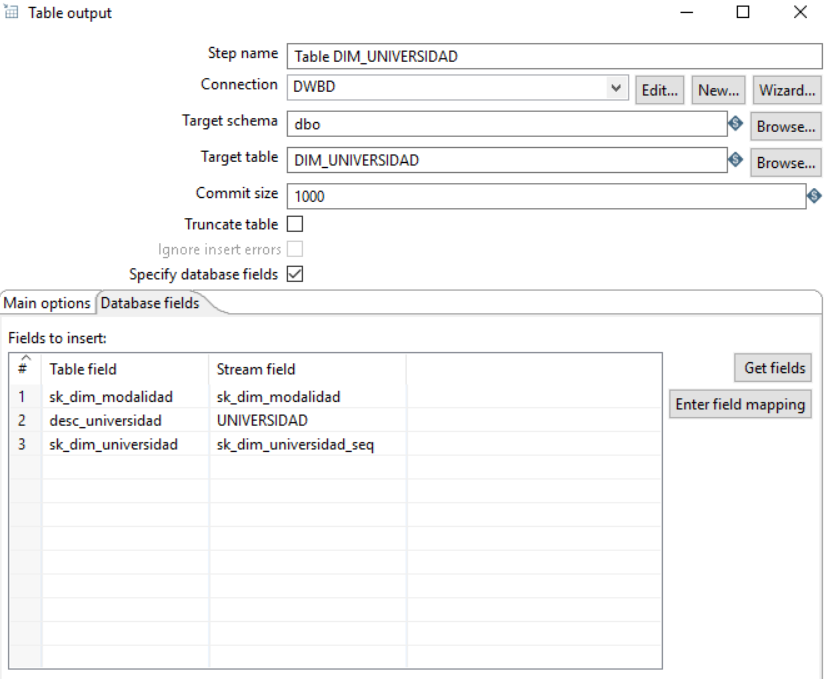 Table output
Step name Table DIM_UNIVERSIDAD
Connection DWBD Edit... New... Wizard...
Target schema dbo Browse...
Target table DIM_UNIVERSIDAD Browse...
Commit size 1000
Truncate table
Ignore insert errors
Specify database fields
Main options Database fields
Fields to insert:
# Table field Stream field Get fields
1 sk_dim_modalidad sk_dim_modalidad Enter field mapping
2 desc_universidad UNIVERSIDAD
3 sk_dim_universidad sk_dim_universidad_seq